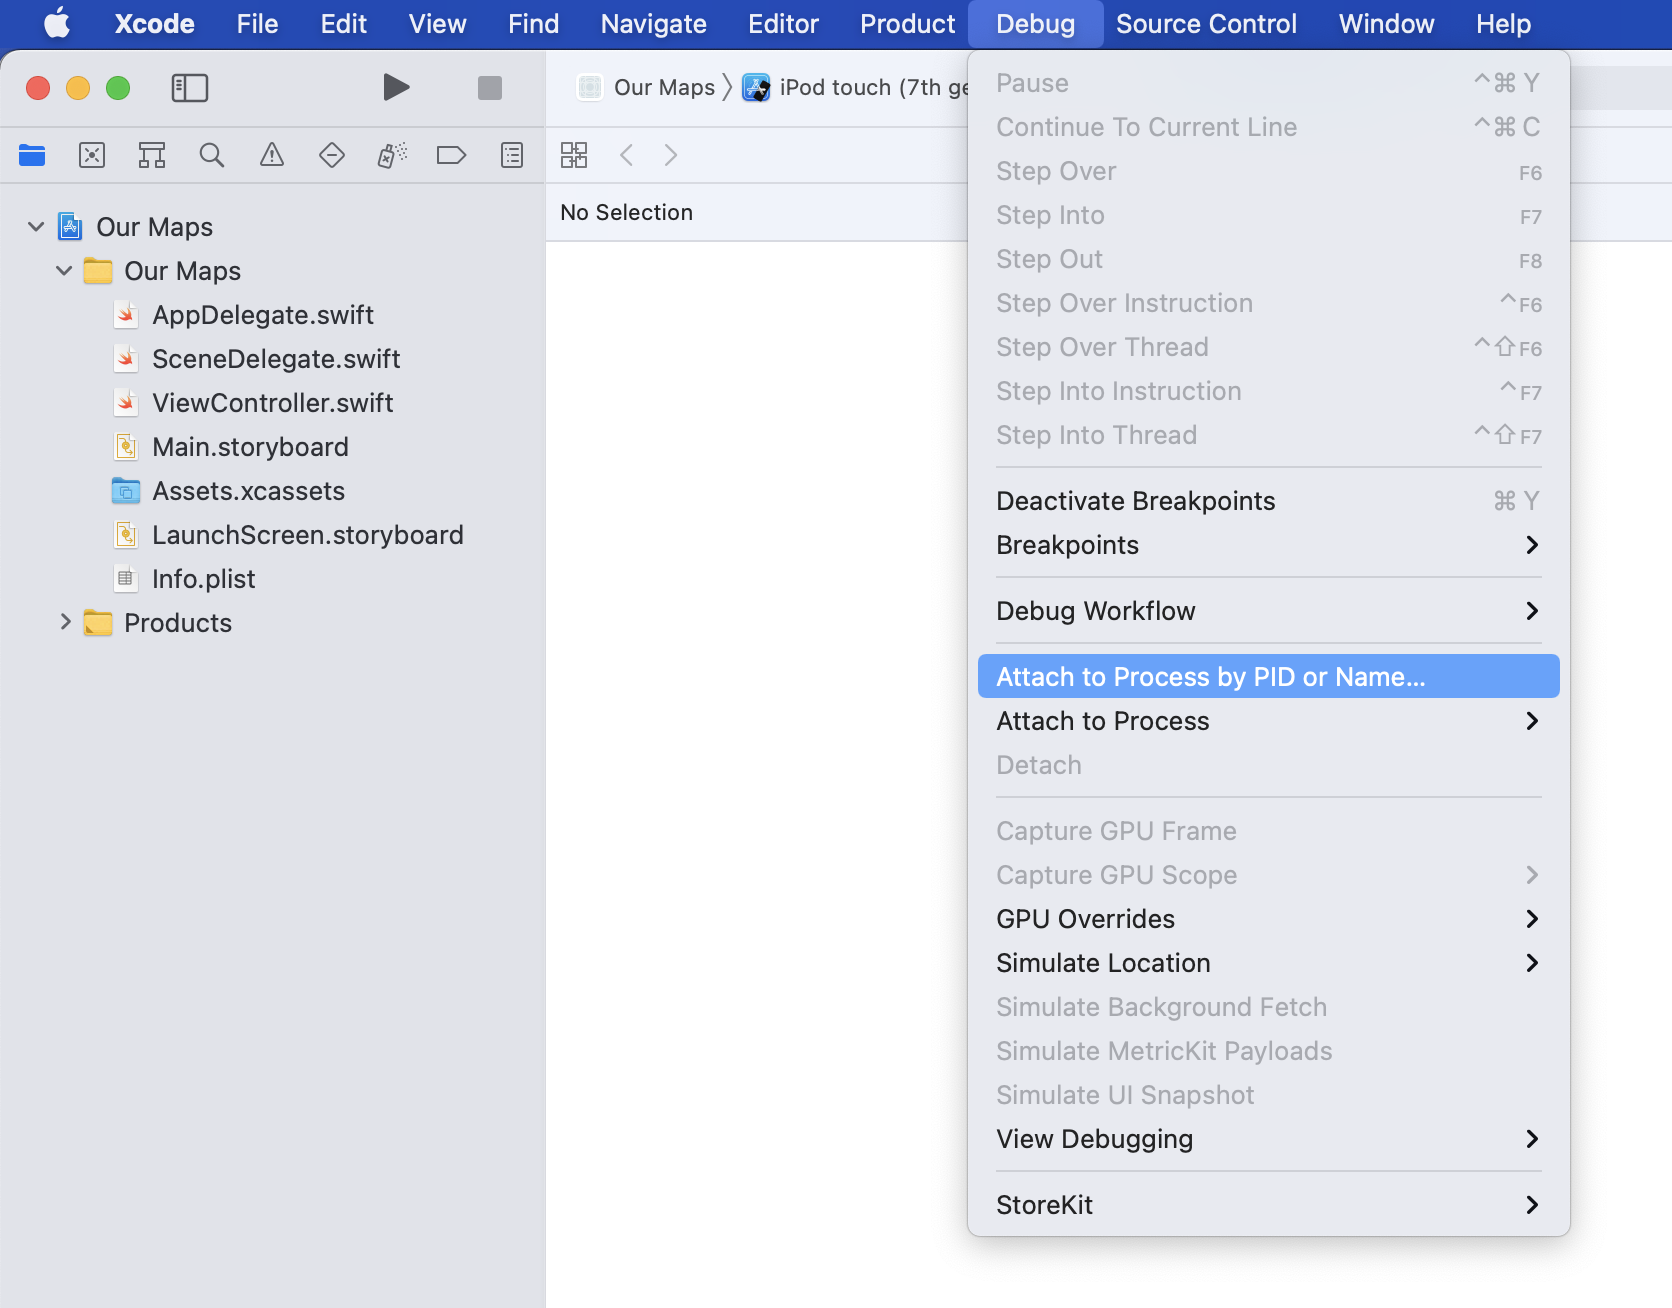 Xcode File Edit View Find Navigate Editor Product Debug Source Control Window Help
Our Maps iPod touch (7th ge
No Selection
Our Maps
Our Maps
AppDelegate.swift
SceneDelegate.swift
ViewController.swift
Main.storyboard
Assets.xcassets
LaunchScreen.storyboard
Info.plist
Products
Pause ^⌘ Y
Continue To Current Line ^⌘ C
Step Over F6
Step Into F7
Step Out F8
Step Over Instruction ^F6
Step Over Thread ^⇧F6
Step Into Instruction ^F7
Step Into Thread ^⇧F7
Deactivate Breakpoints ⌘ Y
Breakpoints
Debug Workflow
Attach to Process by PID or Name...
Attach to Process
Detach
Capture GPU Frame
Capture GPU Scope
GPU Overrides
Simulate Location
Simulate Background Fetch
Simulate MetricKit Payloads
Simulate UI Snapshot
View Debugging
StoreKit